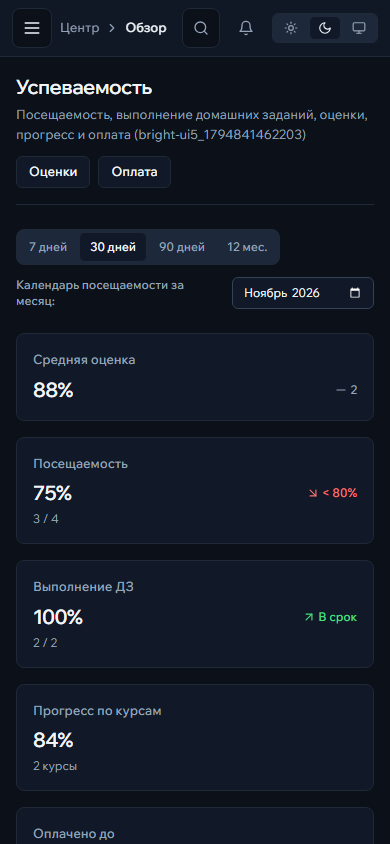 Центр > Обзор
Успеваемость
Посещаемость, выполнение домашних заданий, оценки,
прогресс и оплата (bright-ui5_1794841462203)
Оценки Оплата
7 дней 30 дней 90 дней 12 мес.
Календарь посещаемости за
месяц:
Ноябрь 2026
Средняя оценка
88%
— 2
Посещаемость
75%
↘ < 80%
3 / 4
Выполнение ДЗ
100%
↗ В срок
2 / 2
Прогресс по курсам
84%
2 курсы
Оплачено до